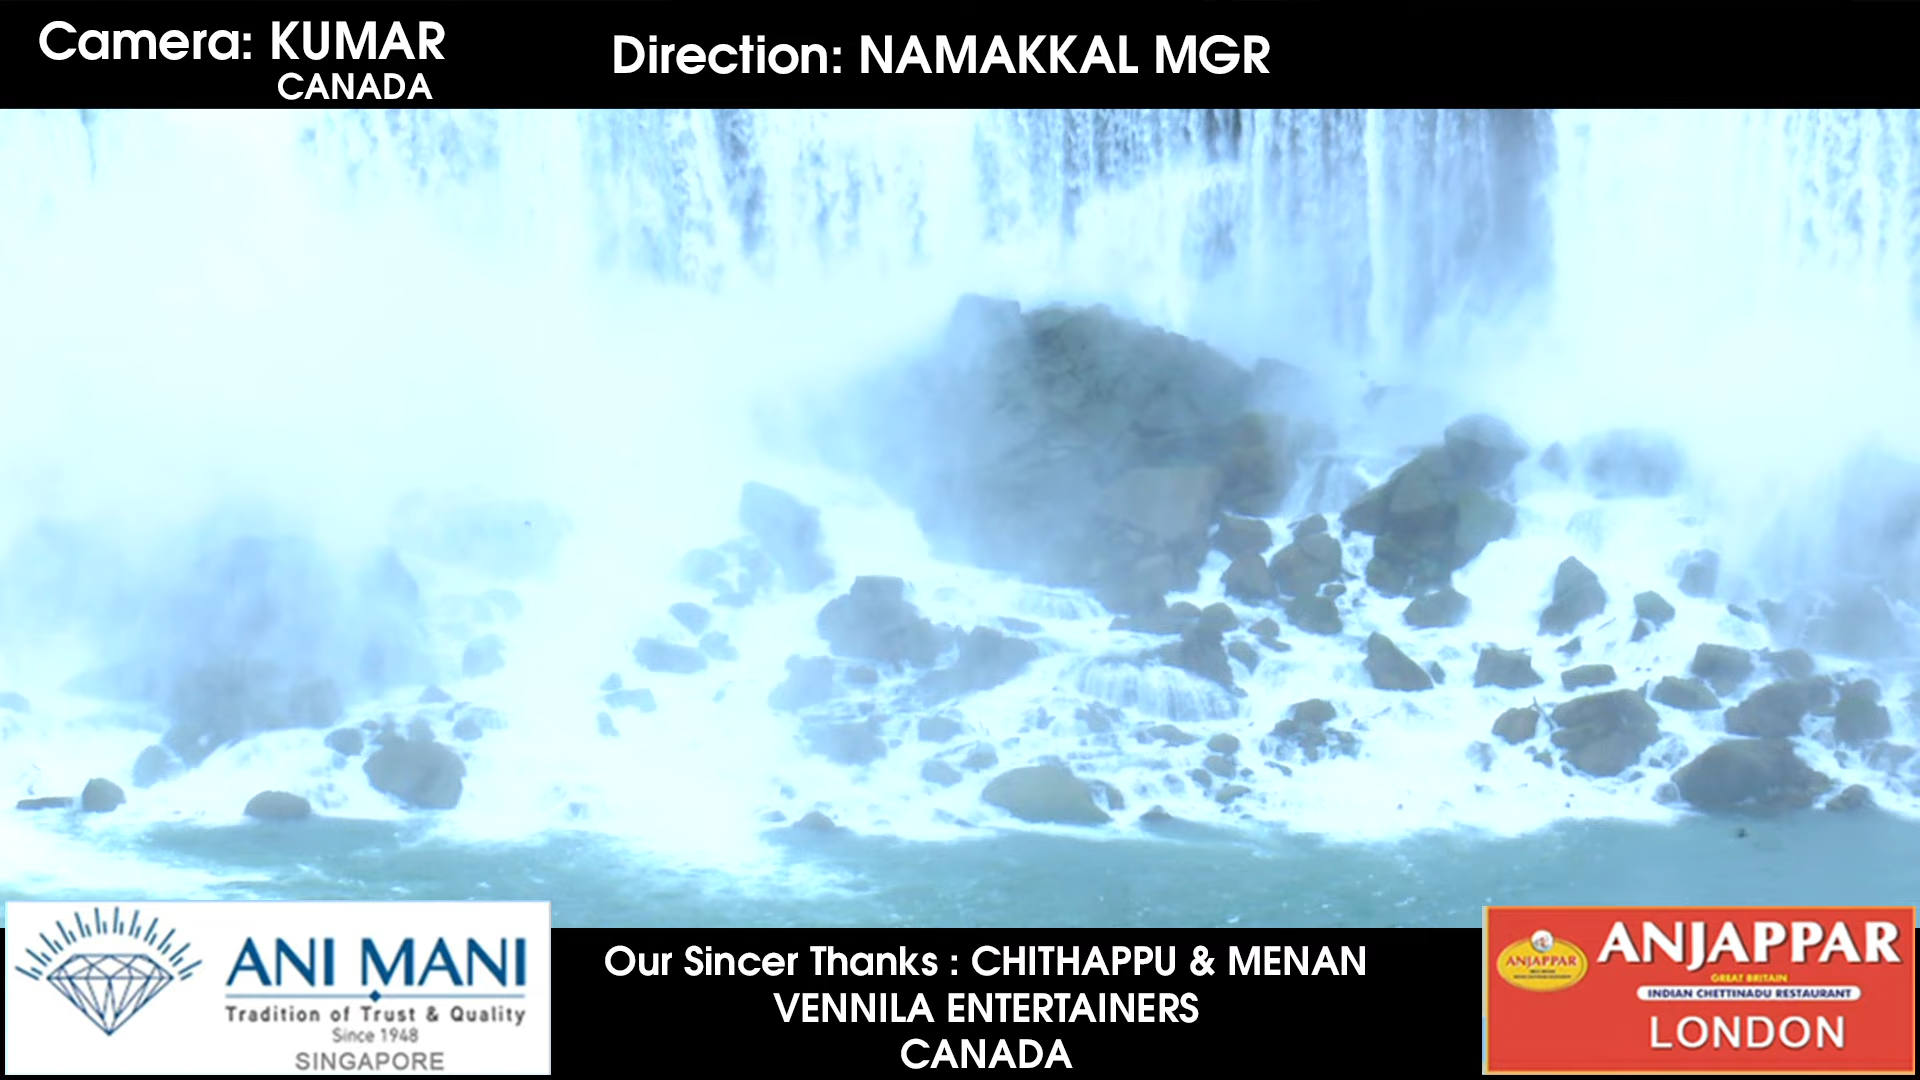 Camera: KUMAR
CANADA
Direction: NAMAKKAL MGR
ANI MANI
Tradition of Trust & Quality
Since 1948
SINGAPORE
Our Sincer Thanks : CHITHAPPU & MENAN
VENNILA ENTERTAINERS
CANADA
ANJAPPAR
ANJAPPAR
GREAT BRITAIN
INDIAN CHETTINADU RESTAURANT
LONDON